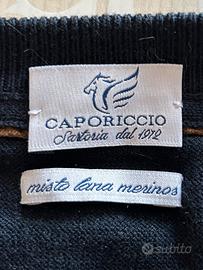 CAPORICCIO
Sartoria dal 1972
misto lana merinos
subito